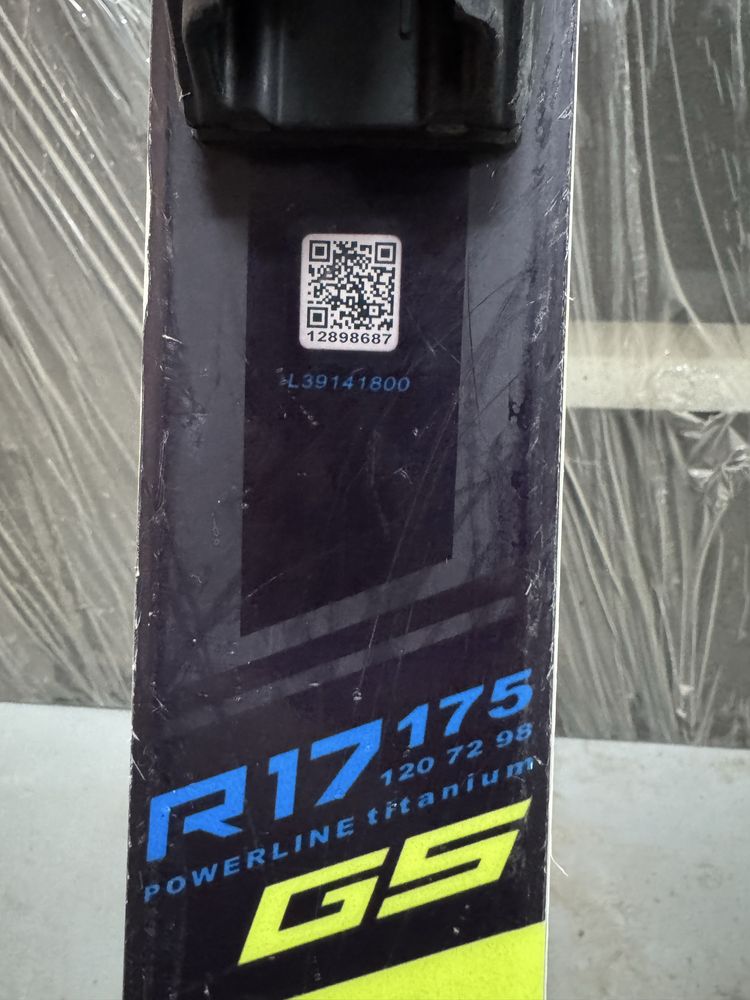 12898687
L39141800
R17 175
120 72 98
POWERLINE titanium
GS